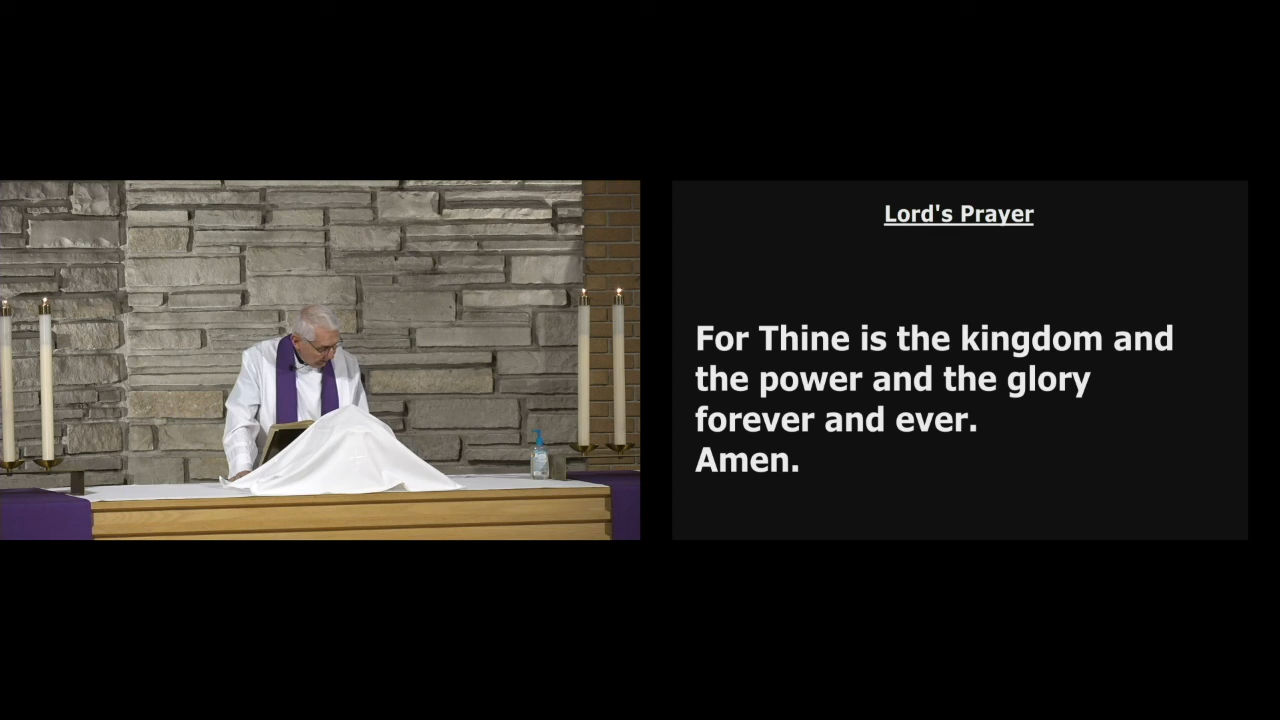 Lord's Prayer
For Thine is the kingdom and
the power and the glory
forever and ever.
Amen.